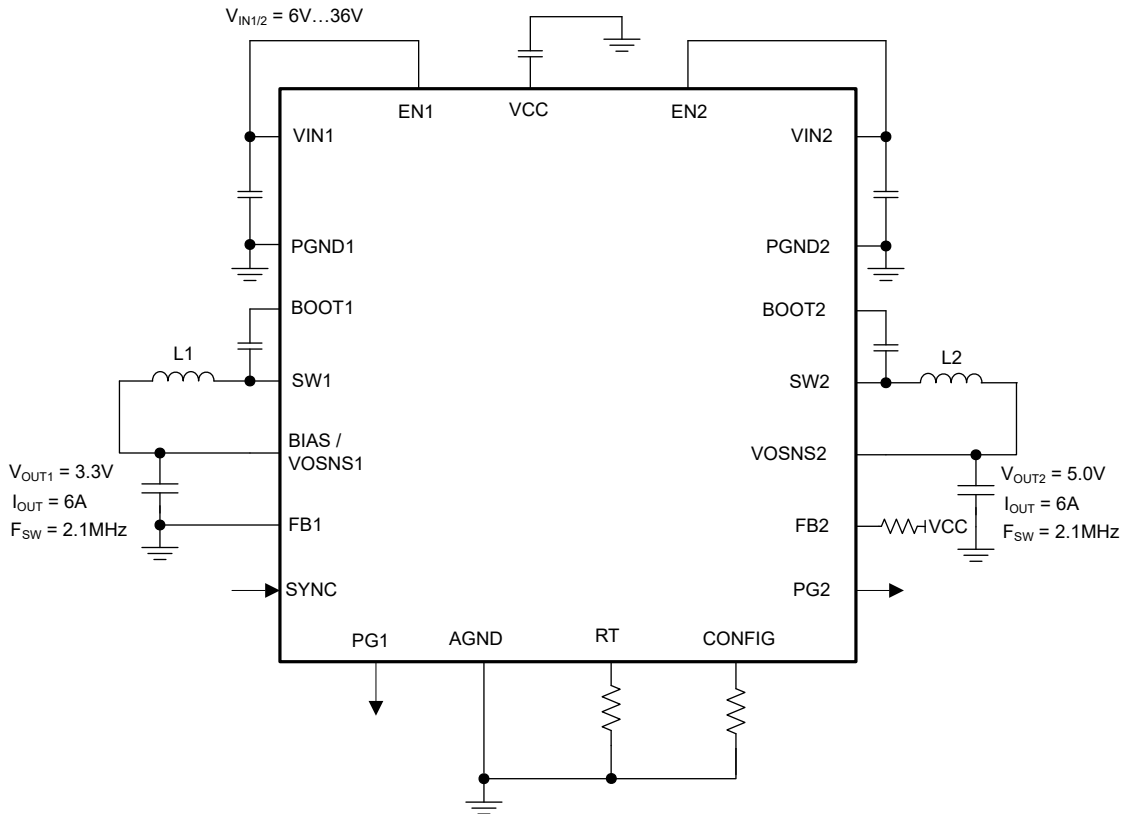 V_IN1/2 = 6V…36V
EN1
VCC
EN2
VIN1
VIN2
PGND1
PGND2
BOOT1
BOOT2
L1
L2
SW1
SW2
BIAS /
VOSNS1
VOSNS2
V_OUT1 = 3.3V
I_OUT = 6A
F_SW = 2.1MHz
V_OUT2 = 5.0V
I_OUT = 6A
F_SW = 2.1MHz
FB1
FB2
VCC
SYNC
PG2
PG1
AGND
RT
CONFIG